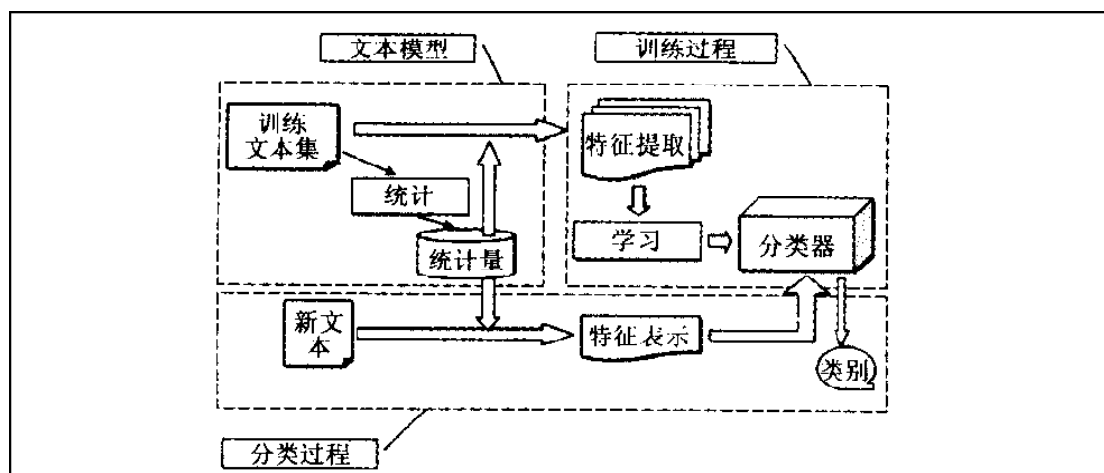 文本模型
训练过程
训练
文本集
特征提取
统计
学习
分类器
统计量
新文
本
特征表示
类别
分类过程